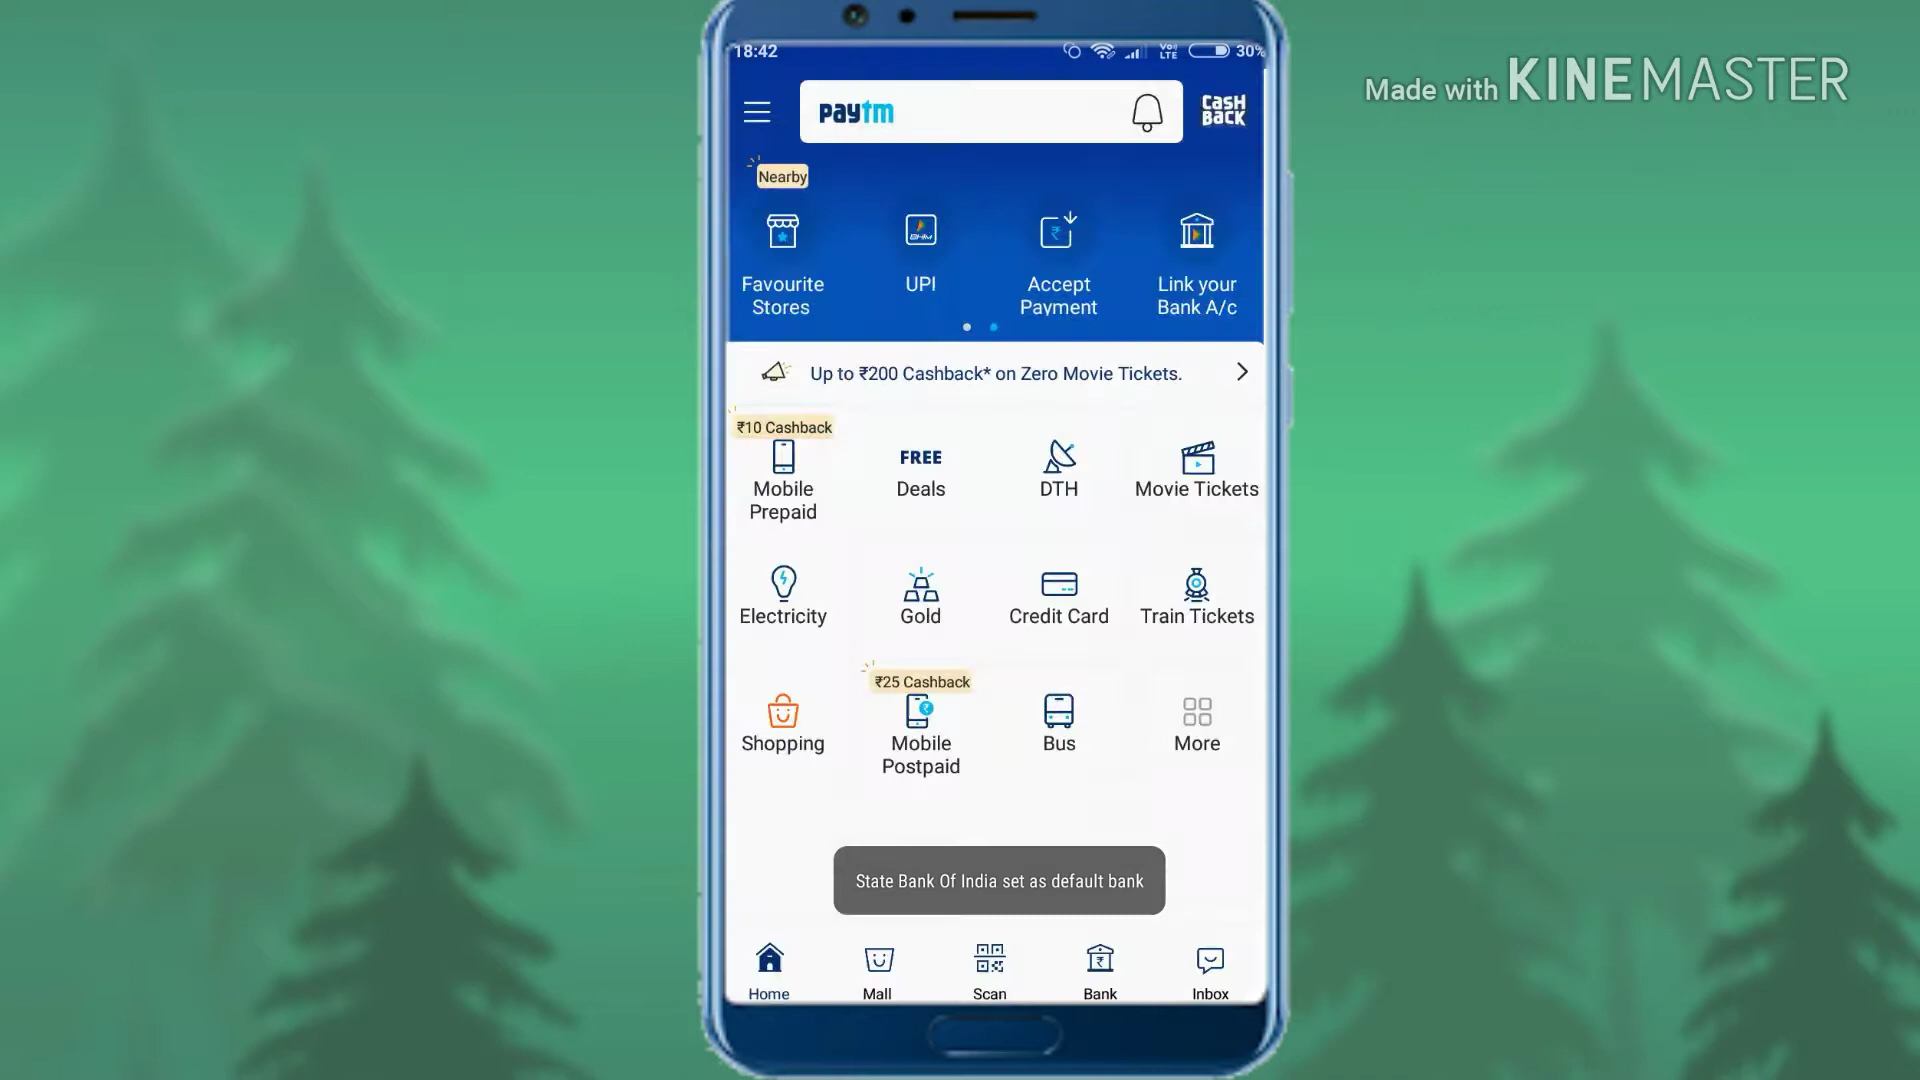 Made with KINEMASTER
18:42
Vo))
LTE
30%
paytm
CASH
BACK
Nearby
BHIM
Favourite
Stores
UPI
Accept
Payment
Link your
Bank A/c
Up to ₹200 Cashback* on Zero Movie Tickets.
₹10 Cashback
Mobile
Prepaid
FREE
Deals
DTH
Movie Tickets
Electricity
Gold
Credit Card
Train Tickets
Shopping
₹25 Cashback
Mobile
Postpaid
Bus
More
State Bank Of India set as default bank
Home
Mall
Scan
Bank
Inbox